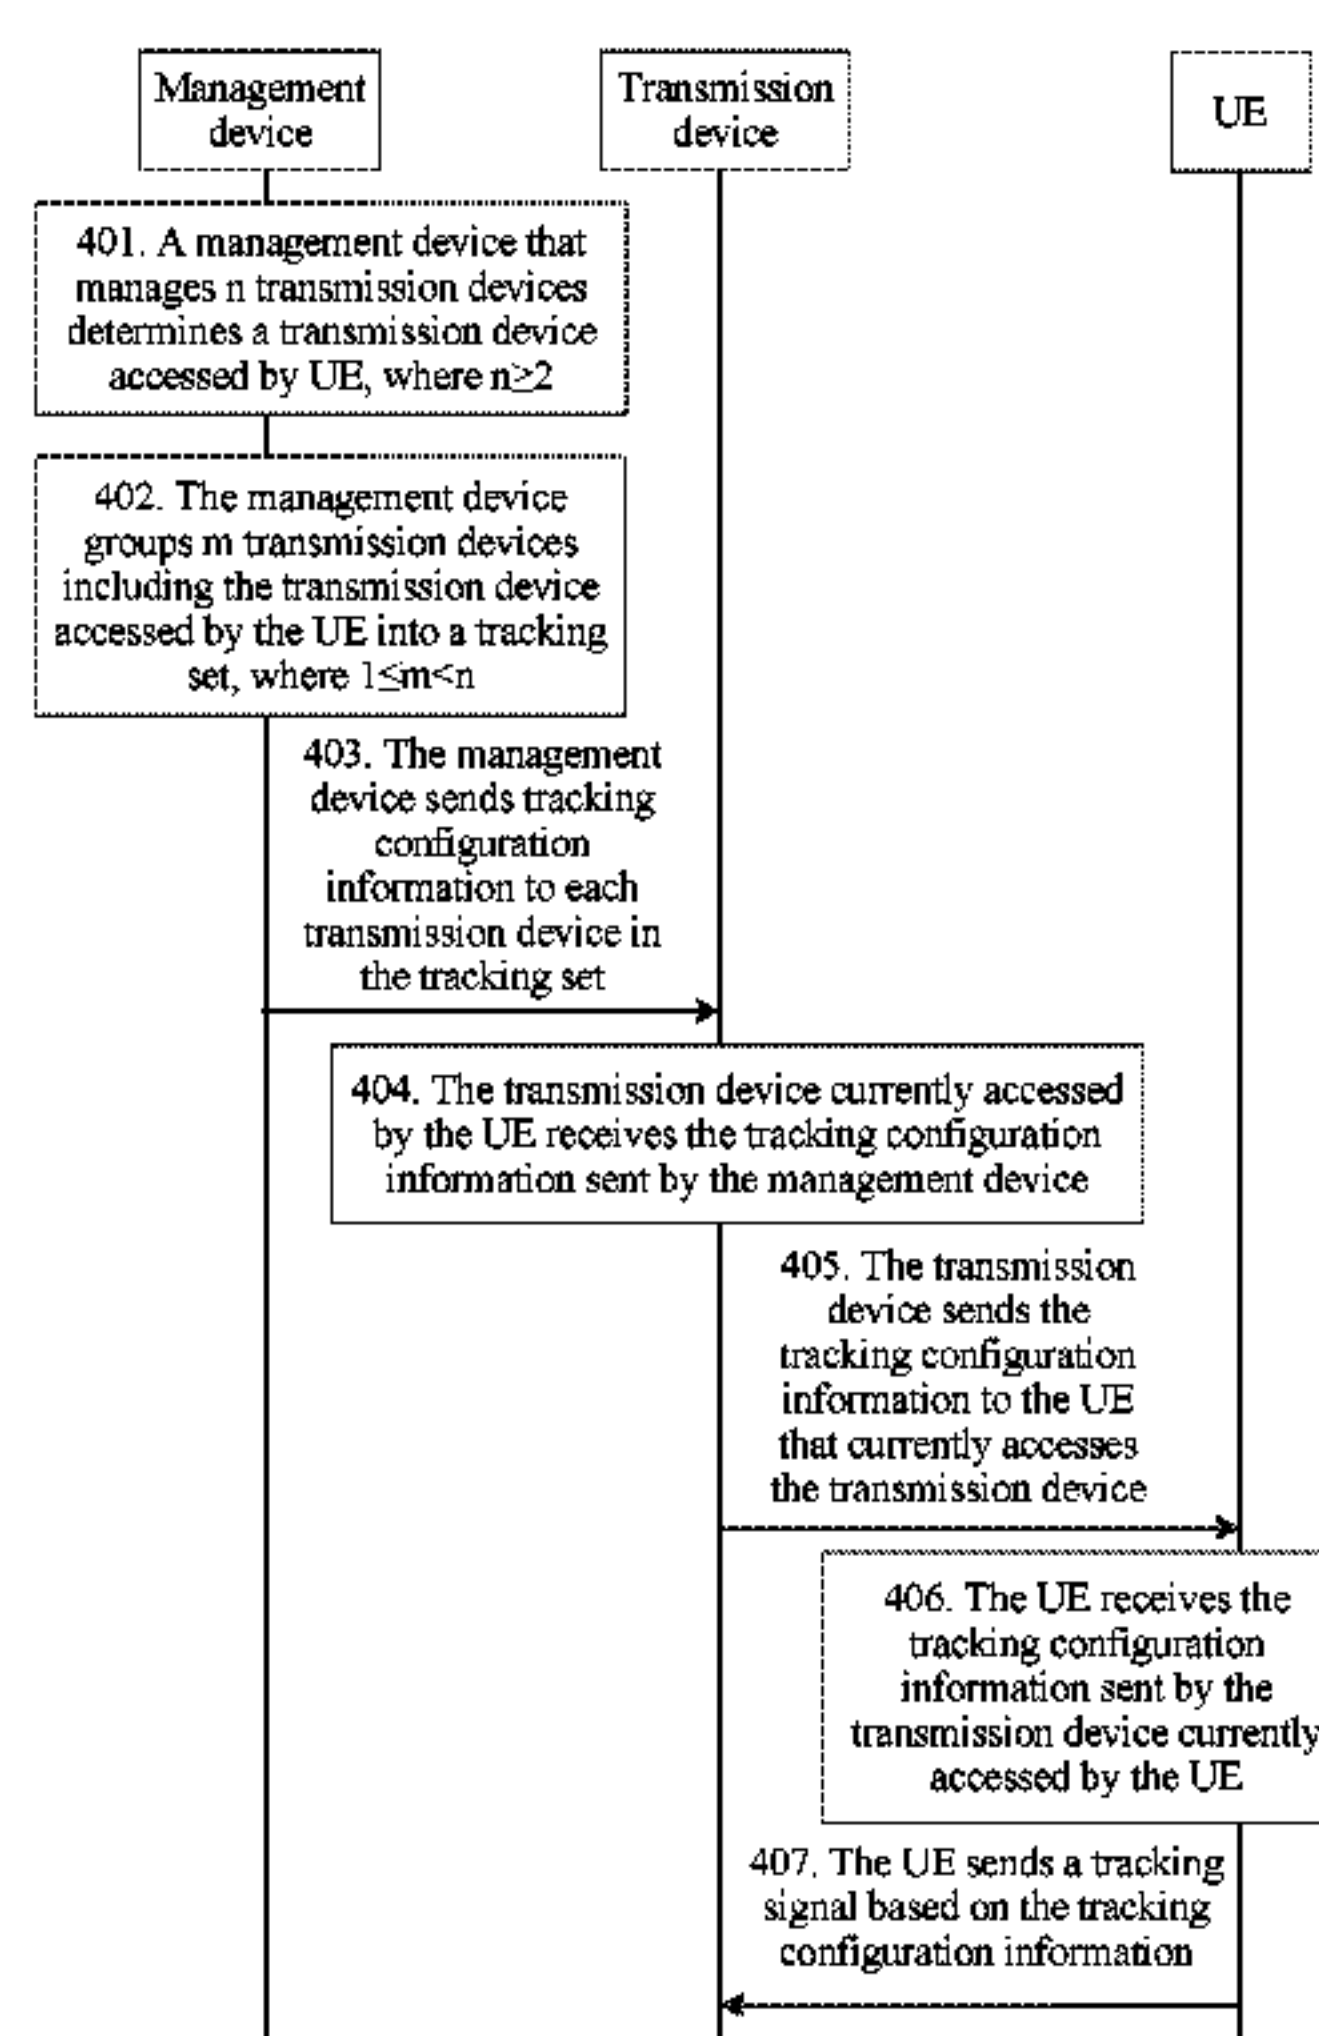 Management
device
Transmission
device
UE
401. A management device that
manages n transmission devices
determines a transmission device
accessed by UE, where n≥2
402. The management device
groups m transmission devices
including the transmission device
accessed by the UE into a tracking
set, where 1≤m<n
403. The management
device sends tracking
configuration
information to each
transmission device in
the tracking set
404. The transmission device currently accessed
by the UE receives the tracking configuration
information sent by the management device
405. The transmission
device sends the
tracking configuration
information to the UE
that currently accesses
the transmission device
406. The UE receives the
tracking configuration
information sent by the
transmission device currently
accessed by the UE
407. The UE sends a tracking
signal based on the tracking
configuration information